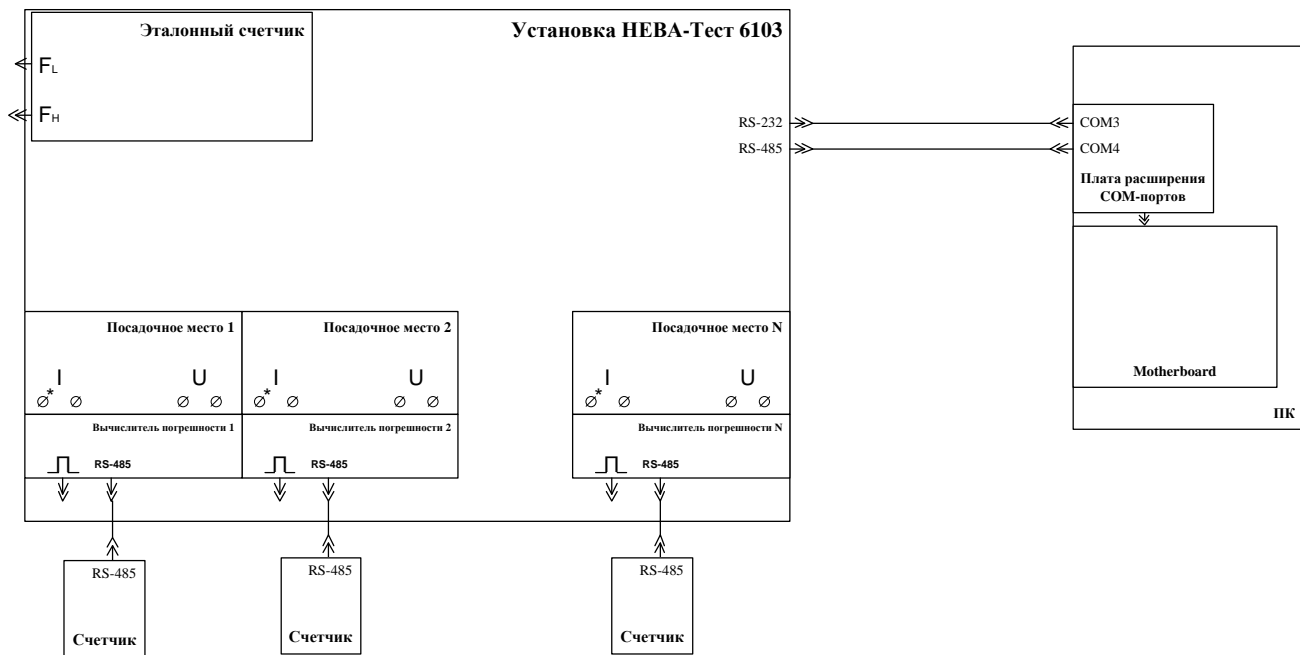 Эталонный счетчик
Установка НЕВА-Тест 6103
FL
FH
RS-232
RS-485
COM3
COM4
Плата расширения
COM-портов
Motherboard
ПК
Посадочное место 1
Посадочное место 2
Посадочное место N
I
U
I
U
I
U
*
*
*
Вычислитель погрешности 1
Вычислитель погрешности 2
Вычислитель погрешности N
RS-485
RS-485
RS-485
RS-485
RS-485
RS-485
Счетчик
Счетчик
Счетчик